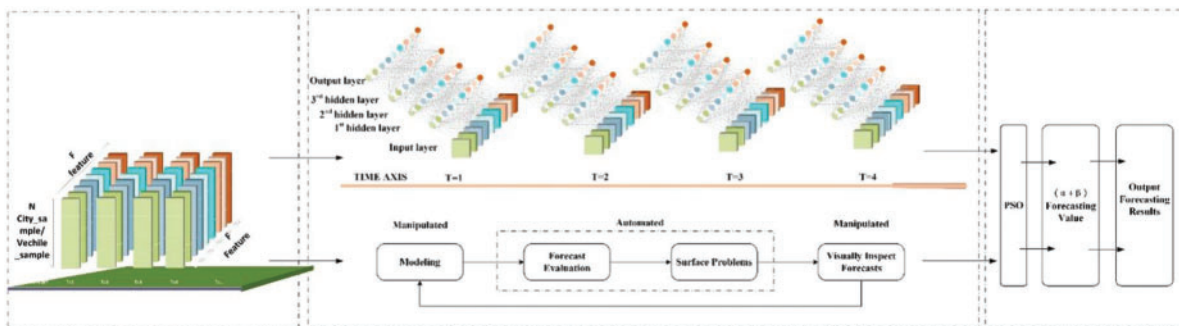 F
feature
N
City_sa
mple/
Vechile
_sample
F
Feature
Output layer
3rd hidden layer
2nd hidden layer
1st hidden layer
Input layer
TIME AXIS
T=1
T=2
T=3
T=4
Manipulated
Automated
Manipulated
Modeling
Forecast
Evaluation
Surface Problems
Visually Inspect
Forecasts
PSO
(α+β)
Forecasting
Value
Output
Forecasting
Results